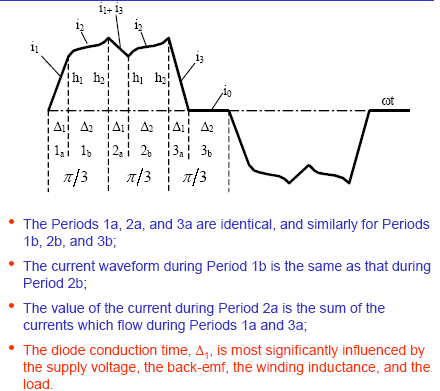 i₁+ i₃
i₂ i₂
i₁ i₃
h₁ h₂ h₁ h₂ i₀
ωt
Δ₁ Δ₂ Δ₁ Δ₂ Δ₁ Δ₂
1ₐ 1_b 2ₐ 2_b 3ₐ 3_b
π/3 π/3 π/3
• The Periods 1a, 2a, and 3a are identical, and similarly for Periods
1b, 2b, and 3b;
• The current waveform during Period 1b is the same as that during
Period 2b;
• The value of the current during Period 2a is the sum of the
currents which flow during Periods 1a and 3a;
• The diode conduction time, Δ₁, is most significantly influenced by
the supply voltage, the back-emf, the winding inductance, and the
load.